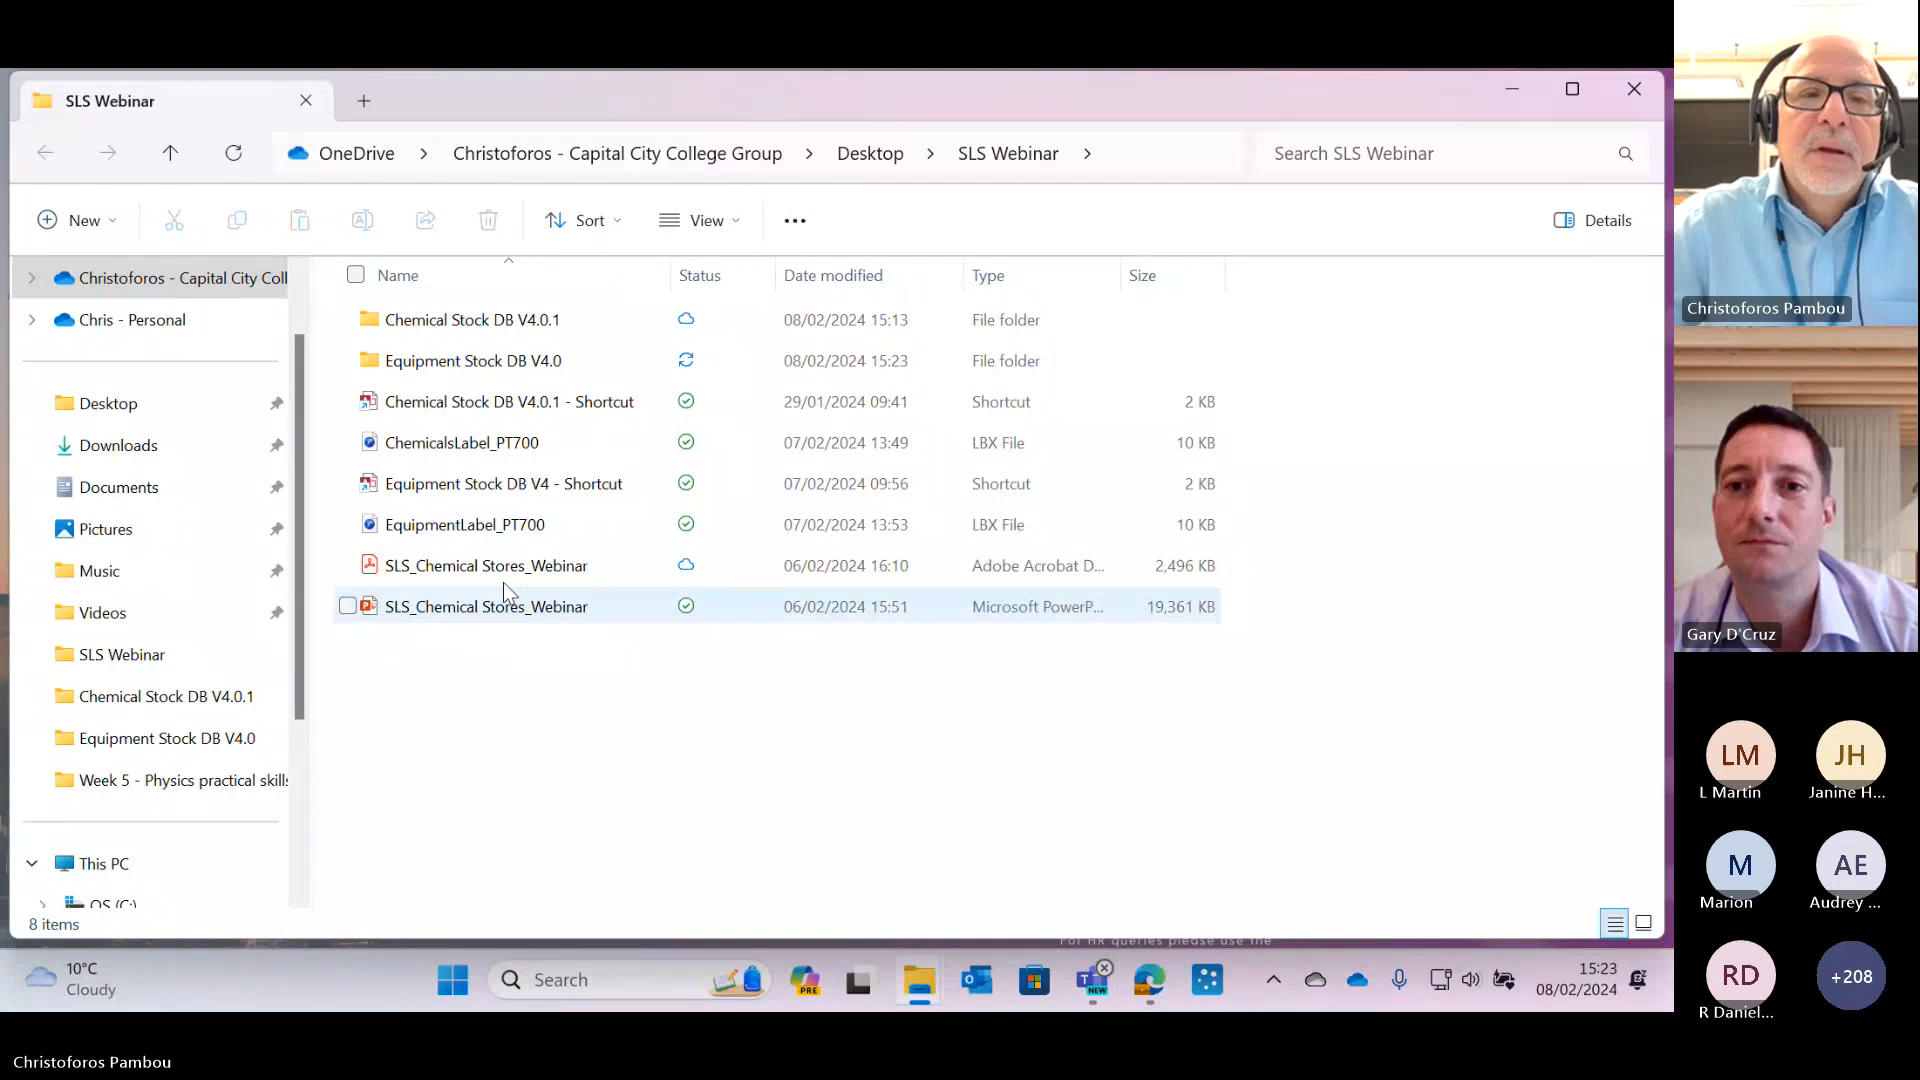 SLS Webinar
OneDrive > Christoforos - Capital City College Group > Desktop > SLS Webinar >
Search SLS Webinar
New
Sort
View
Details
Name Status Date modified Type Size
Christoforos - Capital City Coll
Chris - Personal
Desktop
Downloads
Documents
Pictures
Music
Videos
SLS Webinar
Chemical Stock DB V4.0.1
Equipment Stock DB V4.0
Week 5 - Physics practical skills
This PC
OS (C:)
Chemical Stock DB V4.0.1 08/02/2024 15:13 File folder
Equipment Stock DB V4.0 08/02/2024 15:23 File folder
Chemical Stock DB V4.0.1 - Shortcut 29/01/2024 09:41 Shortcut 2 KB
ChemicalsLabel_PT700 07/02/2024 13:49 LBX File 10 KB
Equipment Stock DB V4 - Shortcut 07/02/2024 09:56 Shortcut 2 KB
EquipmentLabel_PT700 07/02/2024 13:53 LBX File 10 KB
SLS_Chemical Stores_Webinar 06/02/2024 16:10 Adobe Acrobat D... 2,496 KB
SLS_Chemical Stores_Webinar 06/02/2024 15:51 Microsoft PowerP... 19,361 KB
8 items
For HR queries please use the
10°C
Cloudy
Search
PRE
NEW
15:23
08/02/2024
Christoforos Pambou
Gary D'Cruz
LM
L Martin
JH
Janine H...
M
Marion
AE
Audrey ...
RD
R Daniel...
+208
Christoforos Pambou